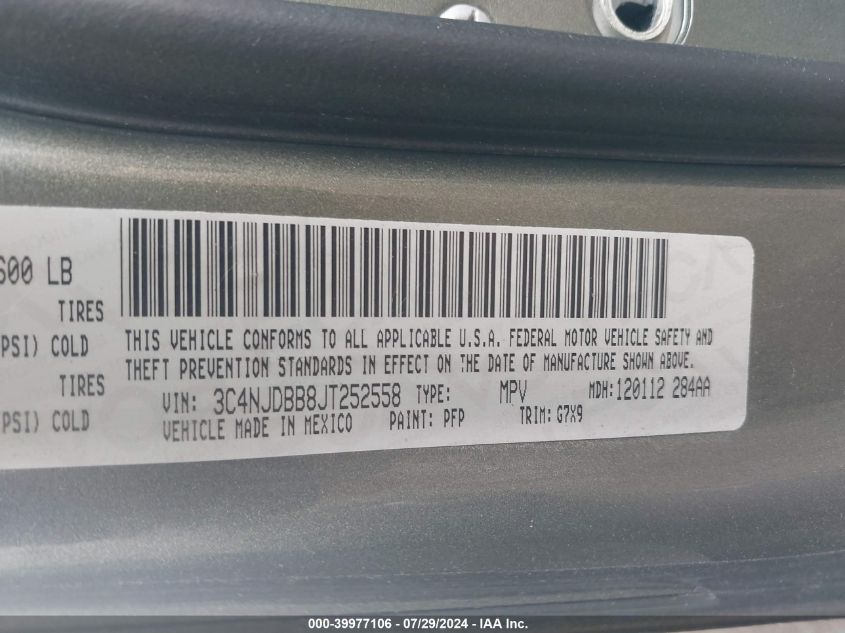 600 LB
TIRES
PSI) COLD
TIRES
PSI) COLD
THIS VEHICLE CONFORMS TO ALL APPLICABLE U.S.A. FEDERAL MOTOR VEHICLE SAFETY AND
THEFT PREVENTION STANDARDS IN EFFECT ON THE DATE OF MANUFACTURE SHOWN ABOVE.
VIN: 3C4NJDBB8JT252558 TYPE: MPV MDH:120112 284AA
VEHICLE MADE IN MEXICO PAINT: PFP TRIM: G7X9
000-39977106 - 07/29/2024 - IAA Inc.